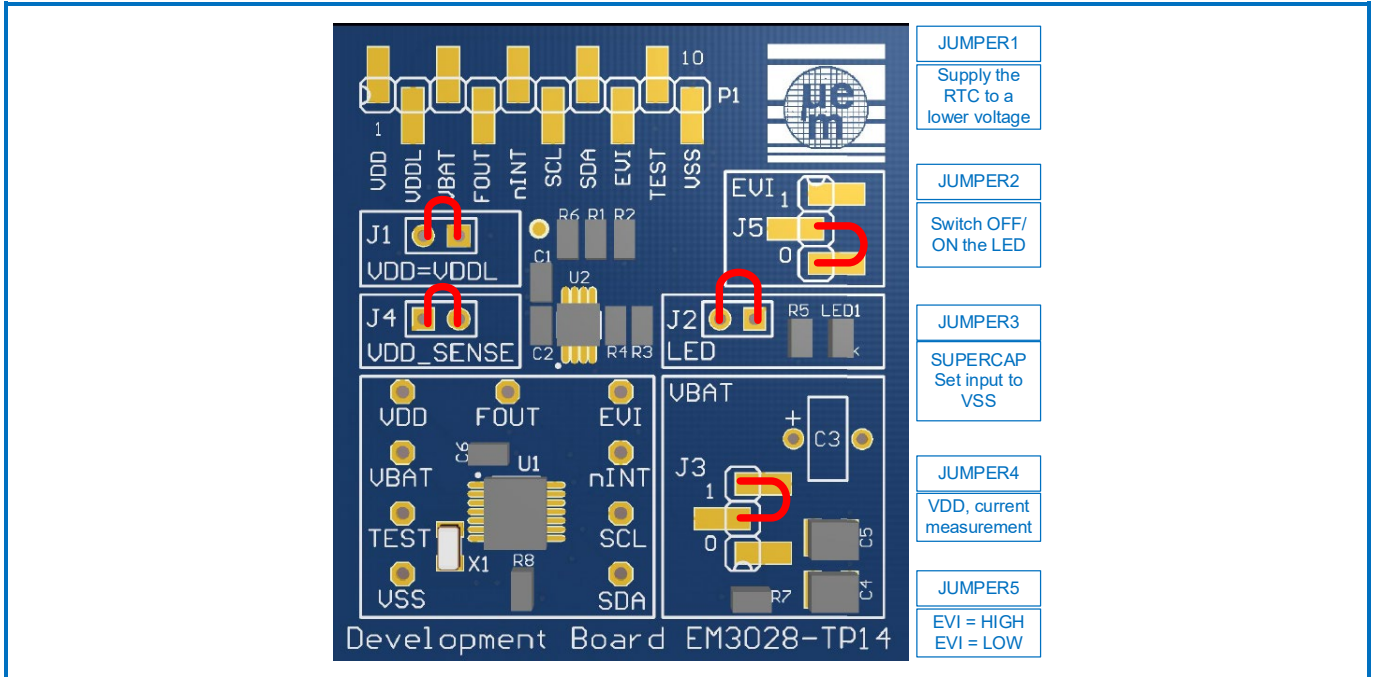 10
P1
1
VDD
VDDL
VBAT
FOUT
nINT
SCL
SDA
EVI
TEST
VSS
µe
m
EVI
1
J5
0
J1
VDD=VDDL
R6 R1 R2
C1
U2
J4
VDD_SENSE
C2
R4 R3
J2
LED
R5 LED1
VDD
FOUT
EVI
VBAT
C6
U1
nINT
TEST
X1
R8
SCL
VSS
SDA
VBAT
+
C3
J3
1
0
C5
R7
C4
Development Board EM3028-TP14
JUMPER1
Supply the
RTC to a
lower voltage
JUMPER2
Switch OFF/
ON the LED
JUMPER3
SUPERCAP
Set input to
VSS
JUMPER4
VDD, current
measurement
JUMPER5
EVI = HIGH
EVI = LOW